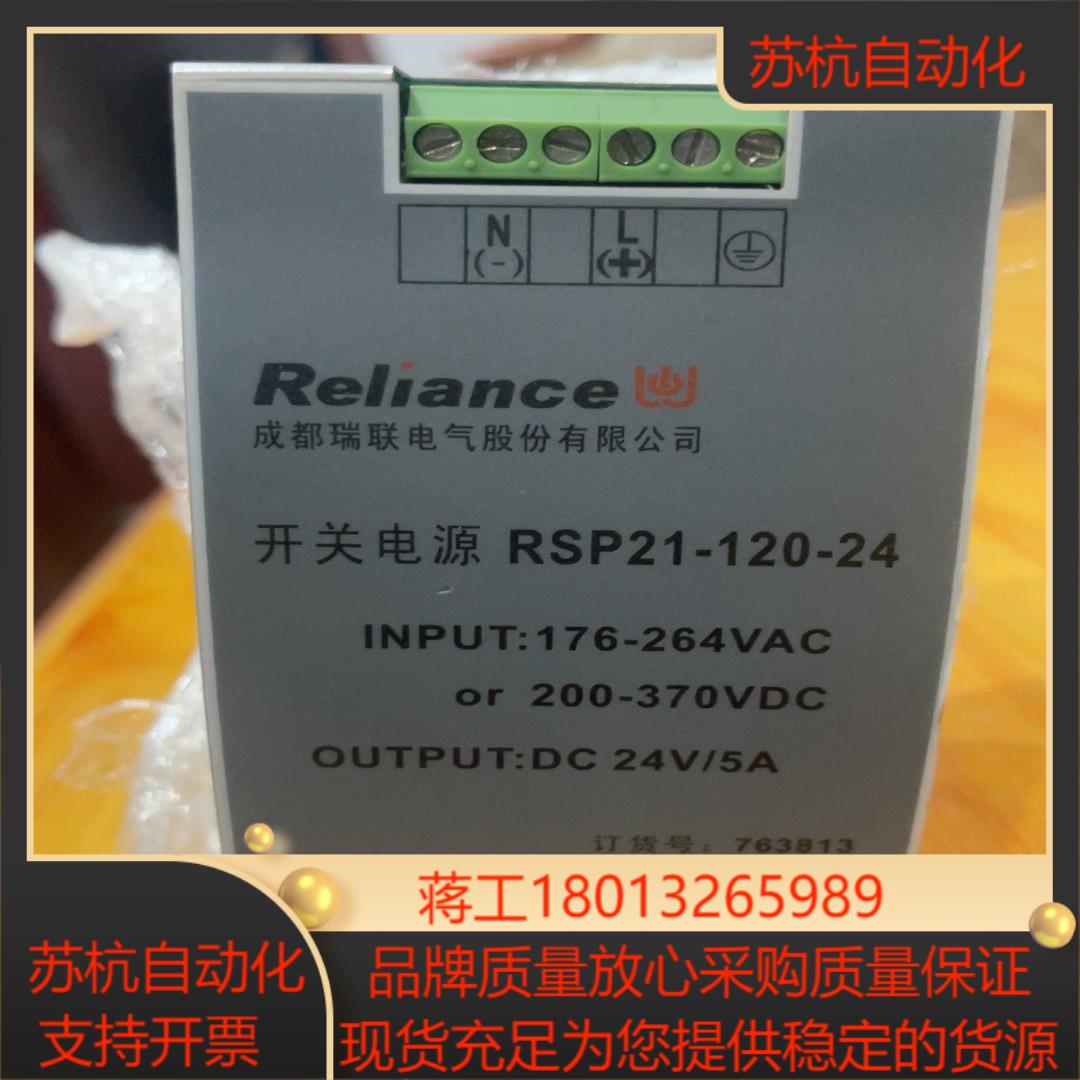 苏杭自动化
N
(-)
L
(+)
Reliance
成都瑞联电气股份有限公司
开关电源 RSP21-120-24
INPUT:176-264VAC
or 200-370VDC
OUTPUT:DC 24V/5A
订货号：763813
蒋工18013265989
苏杭自动化
支持开票
品牌质量放心采购质量保证
现货充足为您提供稳定的货源